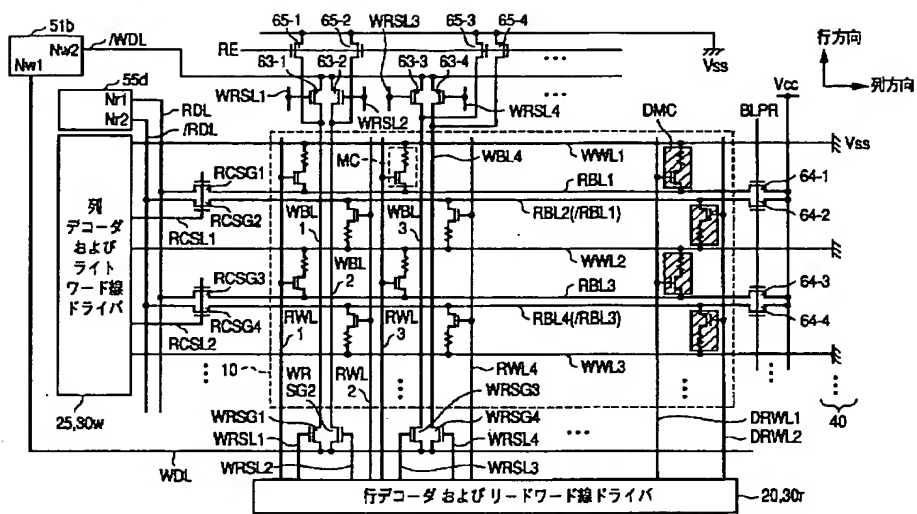 51b
Nw2
Nw1
/WDL
55d
Nr1
Nr2
RDL
/RDL
RE
65-1
65-2
WRSL3
65-3
65-4
63-1
63-2
63-3
63-4
WRSL1
WRSL2
WRSL4
Vss
行方向
列方向
Vcc
DMC
BLPR
MC
WBL4
WWL1
Vss
RCSG1
RCSG2
RCSL1
RBL1
RBL2(/RBL1)
64-1
64-2
WBL
1
WBL
3
WWL2
列
デコーダ
および
ライト
ワード線
ドライバ
RCSG3
RCSG4
RCSL2
WBL
2
RBL3
RBL4(/RBL3)
64-3
64-4
RWL
1
RWL
3
WWL3
10
WR
SG2
RWL
2
RWL4
WRSG3
25,30w
WRSG1
WRSG4
WRSL1
WRSL4
DRWL1
40
DRWL2
WDL
WRSL2
WRSL3
行デコーダ および リードワード線ドライバ
20,30r